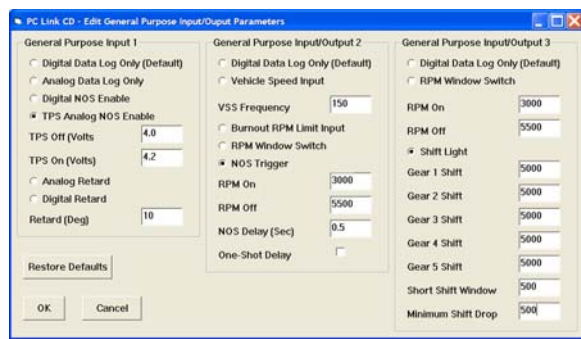 PC Link CD - Edit General Purpose Input/Ouput Parameters
General Purpose Input 1
Digital Data Log Only (Default)
Analog Data Log Only
Digital NOS Enable
TPS Analog NOS Enable
TPS Off (Volts 4.0
TPS On (Volts) 4.2
Analog Retard
Digital Retard
Retard (Deg) 10
Restore Defaults
OK Cancel
General Purpose Input/Output 2
Digital Data Log Only (Default)
Vehicle Speed Input
VSS Frequency 150
Burnout RPM Limit Input
RPM Window Switch
NOS Trigger
RPM On 3000
RPM Off 5500
NOS Delay (Sec) 0.5
One-Shot Delay
General Purpose Input/Output 3
Digital Data Log Only (Default)
RPM Window Switch
RPM On 3000
RPM Off 5500
Shift Light
Gear 1 Shift 5000
Gear 2 Shift 5000
Gear 3 Shift 5000
Gear 4 Shift 5000
Gear 5 Shift 5000
Short Shift Window 500
Minimum Shift Drop 500